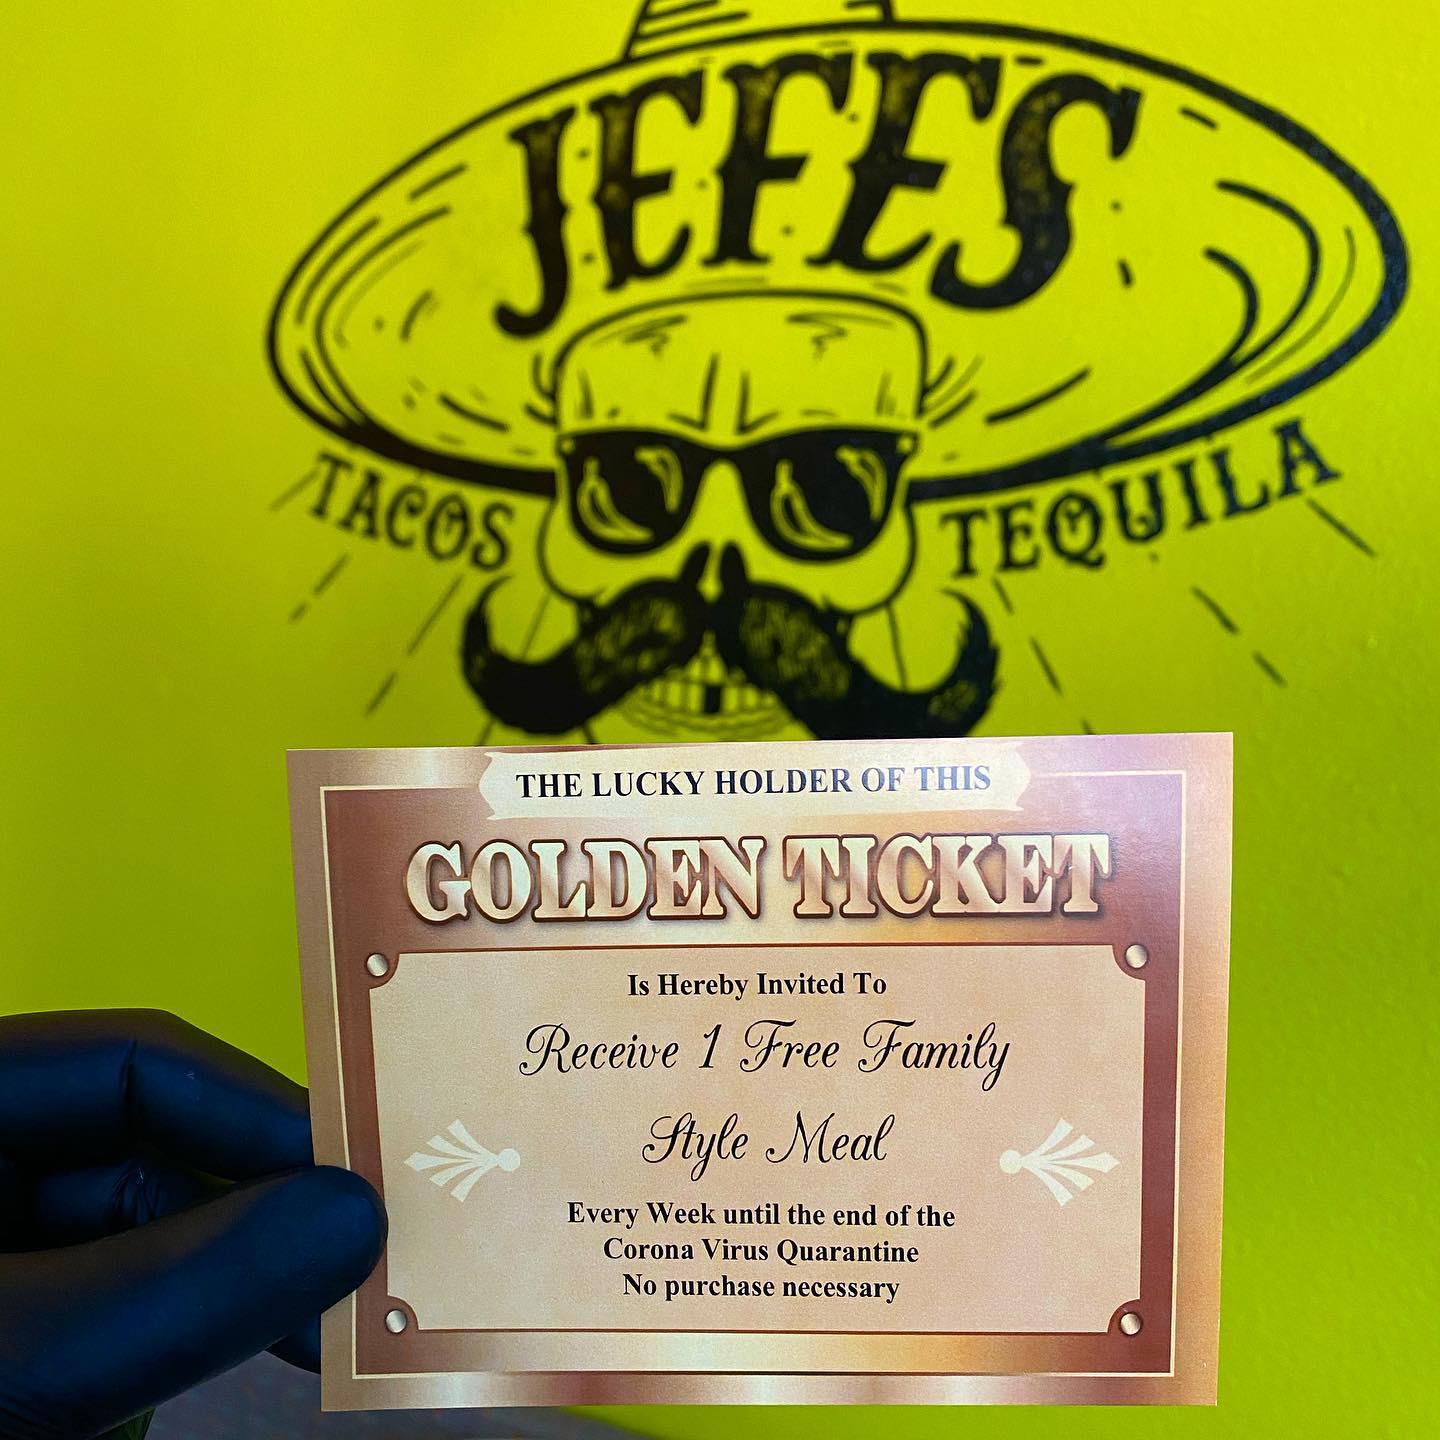 JEFES
TACOS TEQUILA
THE LUCKY HOLDER OF THIS
GOLDEN TICKET
Is Hereby Invited To
Receive 1 Free Family
Style Meal
Every Week until the end of the
Corona Virus Quarantine
No purchase necessary